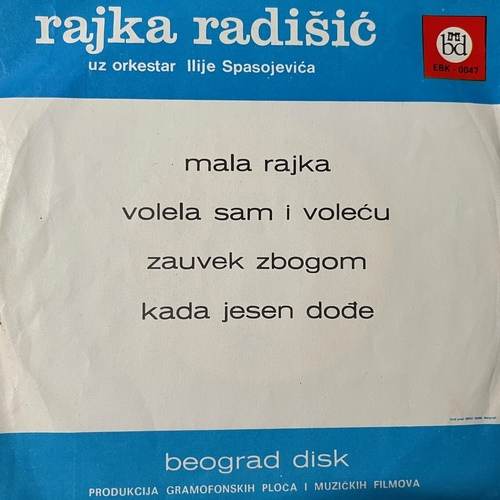 rajka radišić
uz orkestar Ilije Spasojevića
bd
EBK - 0047
mala rajka
volela sam i voleću
zauvek zbogom
kada jesen dođe
beograd disk
PRODUKCIJA GRAMOFONSKIH PLOČA I MUZIČKIH FILMOVA